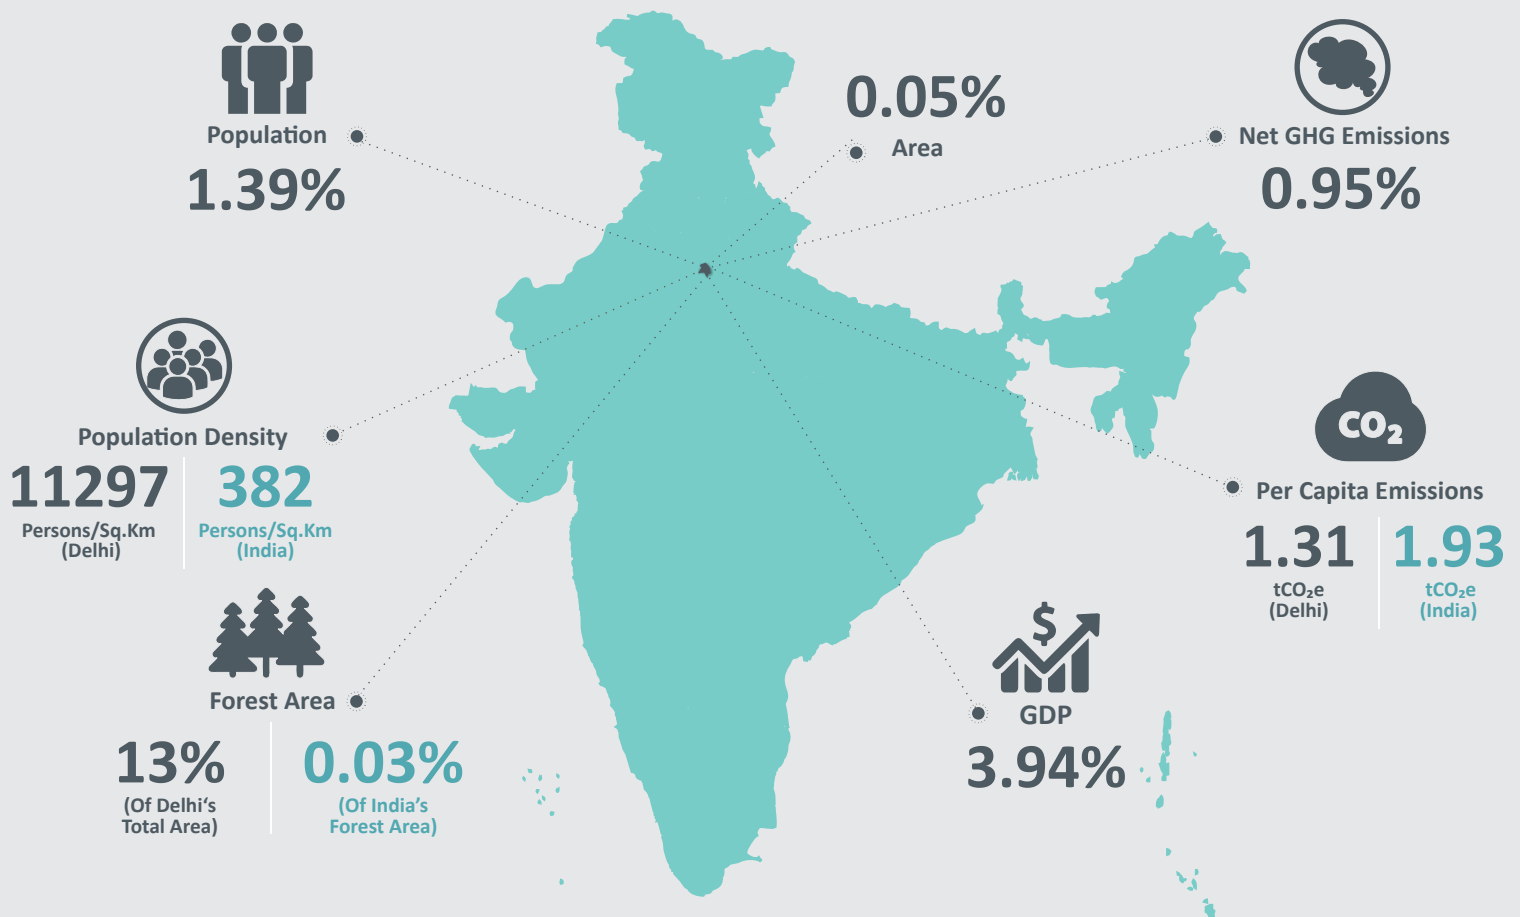 Population
1.39%
0.05%
Area
Net GHG Emissions
0.95%
Population Density
11297
Persons/Sq.Km
(Delhi)
382
Persons/Sq.Km
(India)
CO₂
Per Capita Emissions
1.31
tCO₂e
(Delhi)
1.93
tCO₂e
(India)
Forest Area
13%
(Of Delhi‘s
Total Area)
0.03%
(Of India’s
Forest Area)
$
GDP
3.94%